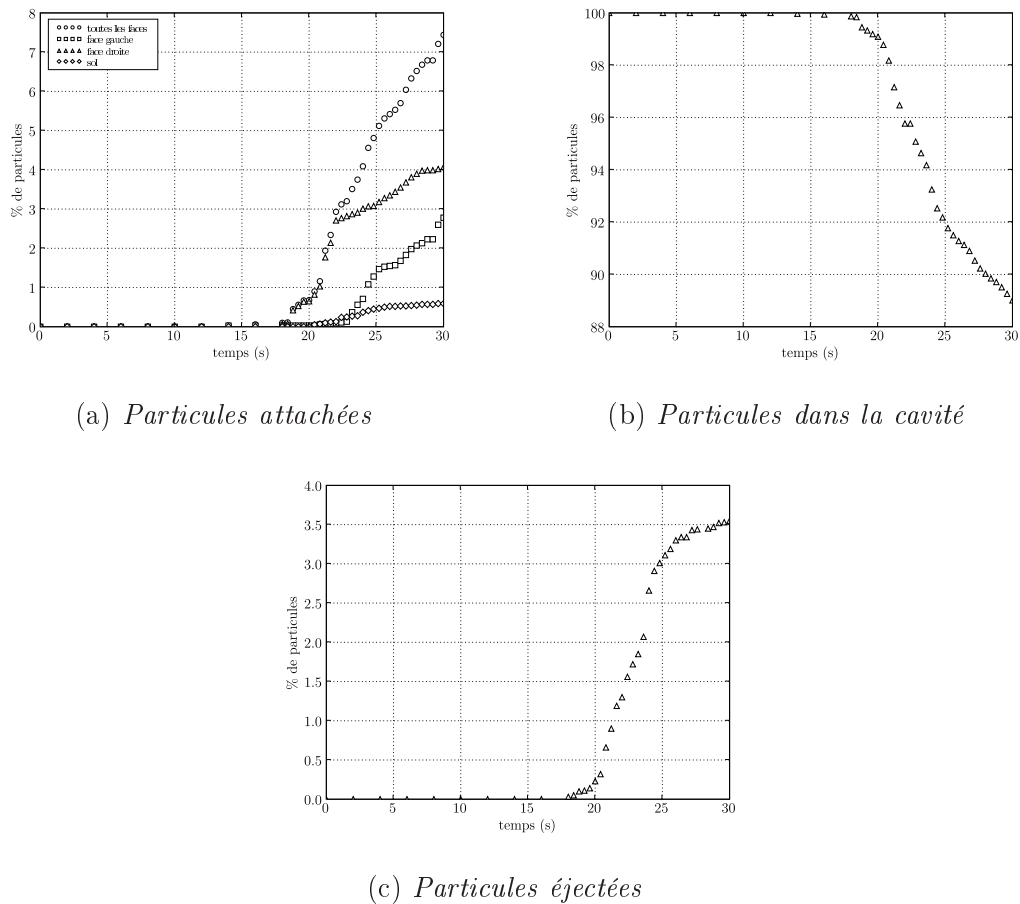 8
7
6
5
4
3
2
1
0
% de particules
toutes les faces
face gauche
face droite
sol
0 5 10 15 20 25 30
temps (s)
(a) Particules attachées
100
98
96
94
92
90
88
% de particules
0 5 10 15 20 25 30
temps (s)
(b) Particules dans la cavité
4.0
3.5
3.0
2.5
2.0
1.5
1.0
0.5
0.0
% de particules
0 5 10 15 20 25 30
temps (s)
(c) Particules éjectées